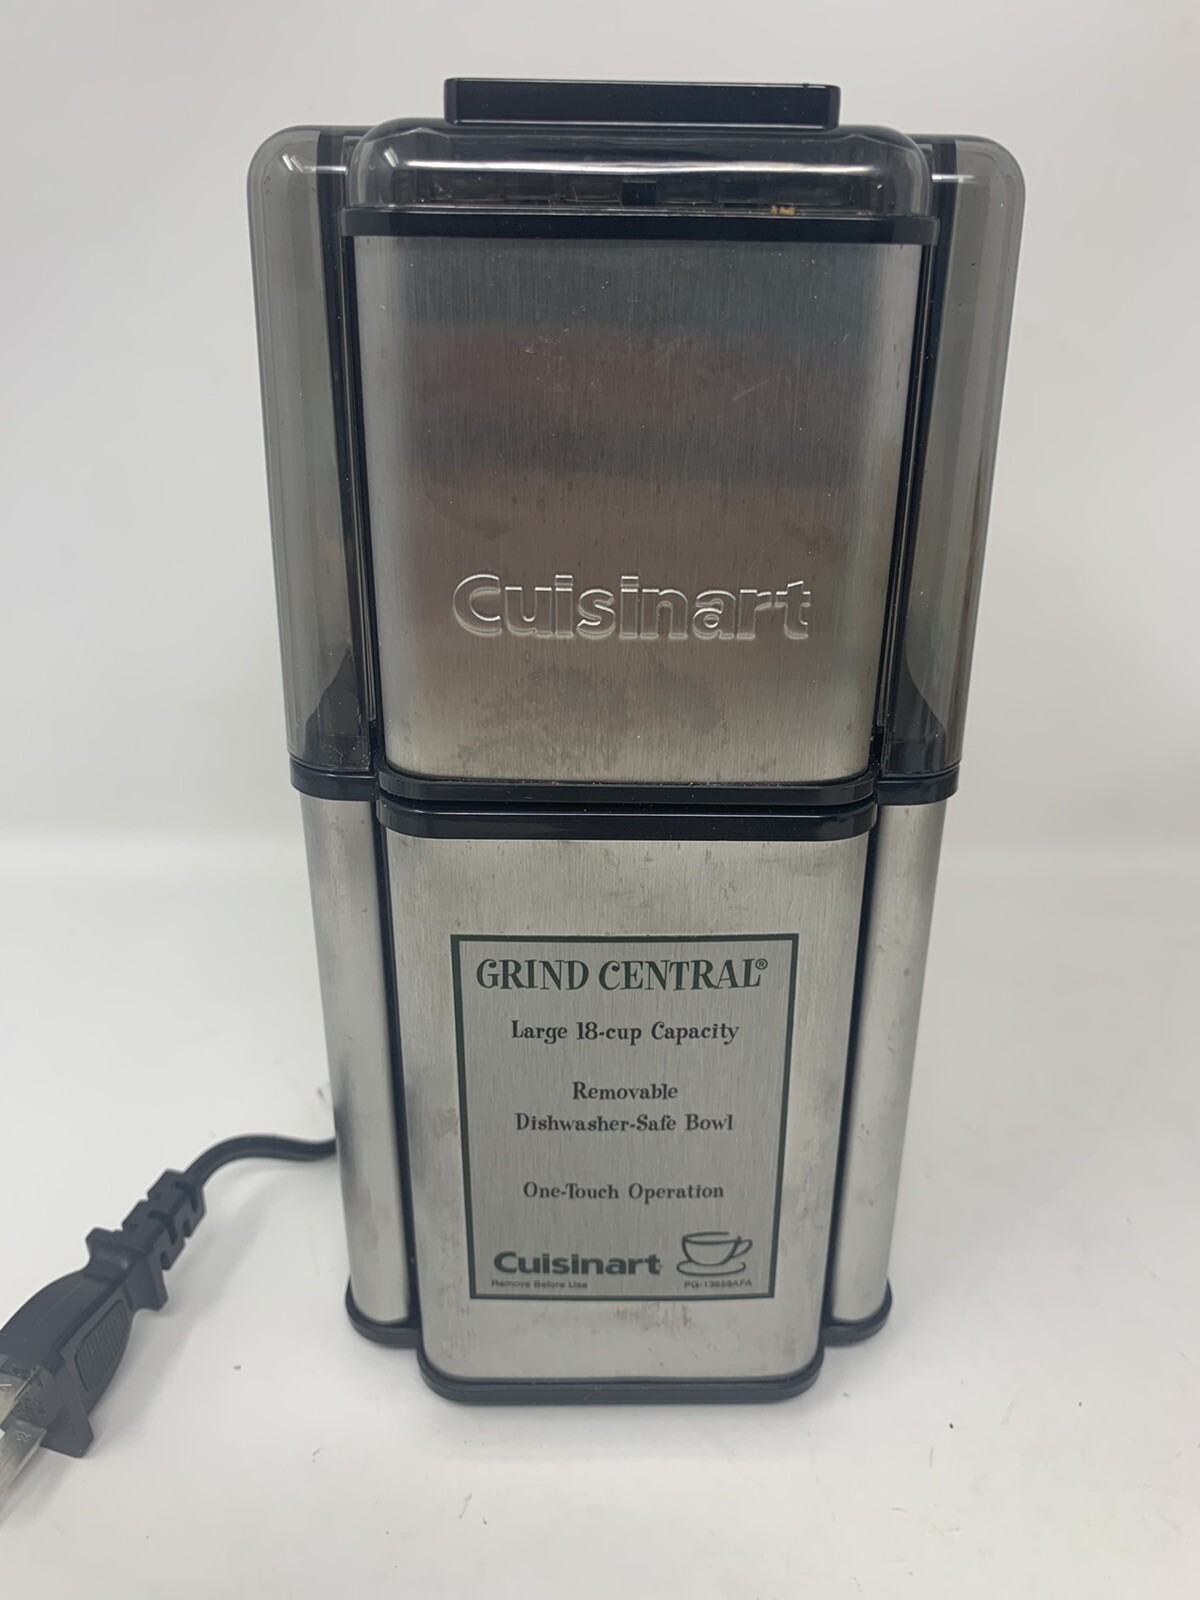 Cuisinart
GRIND CENTRAL®
Large 18-cup Capacity
Removable
Dishwasher-Safe Bowl
One-Touch Operation
Cuisinart
Remove Before Use